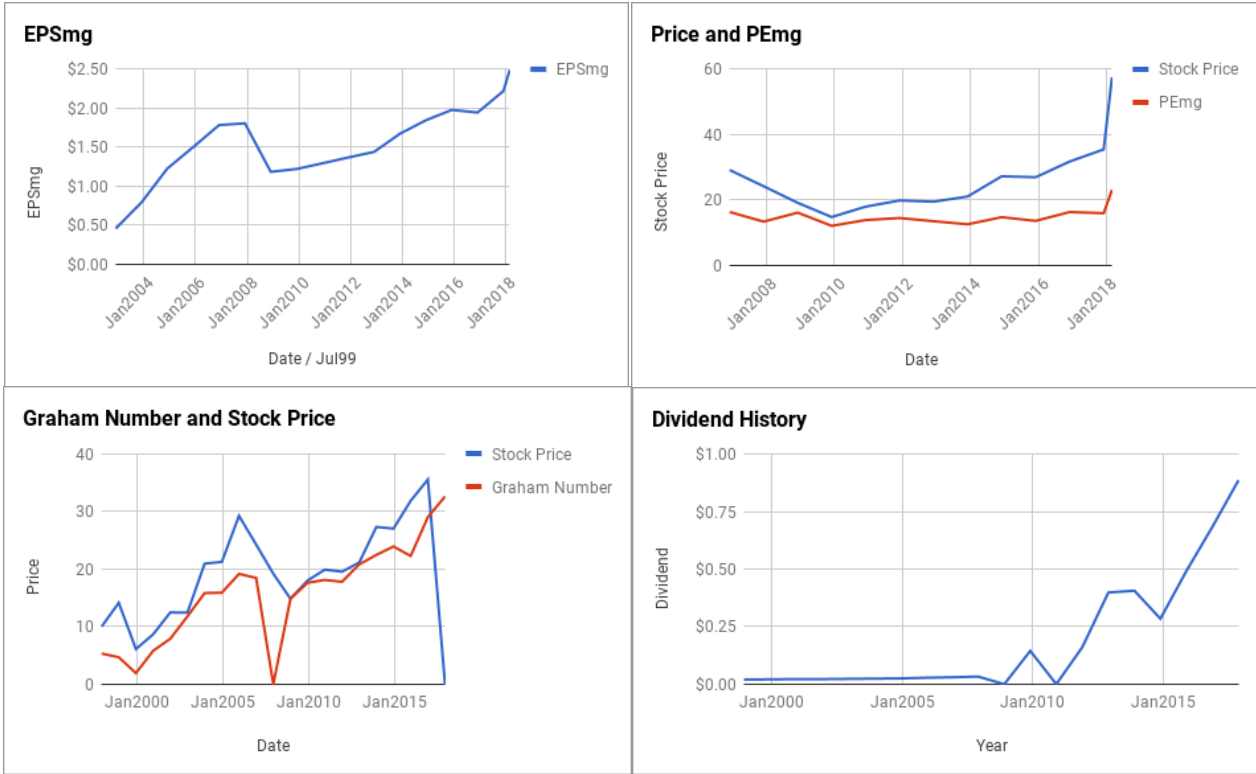 EPSmg
EPSmg
$2.50
$2.00
$1.50
$1.00
$0.50
$0.00
EPSmg
Jan2004
Jan2006
Jan2008
Jan2010
Jan2012
Jan2014
Jan2016
Jan2018
Date / Jul99
Price and PEmg
Stock Price
PEmg
60
40
20
0
Stock Price
Jan2008
Jan2010
Jan2012
Jan2014
Jan2016
Jan2018
Date
Graham Number and Stock Price
Stock Price
Graham Number
40
30
20
10
0
Price
Jan2000
Jan2005
Jan2010
Jan2015
Date
Dividend History
$1.00
$0.75
$0.50
$0.25
$0.00
Dividend
Jan2000
Jan2005
Jan2010
Jan2015
Year